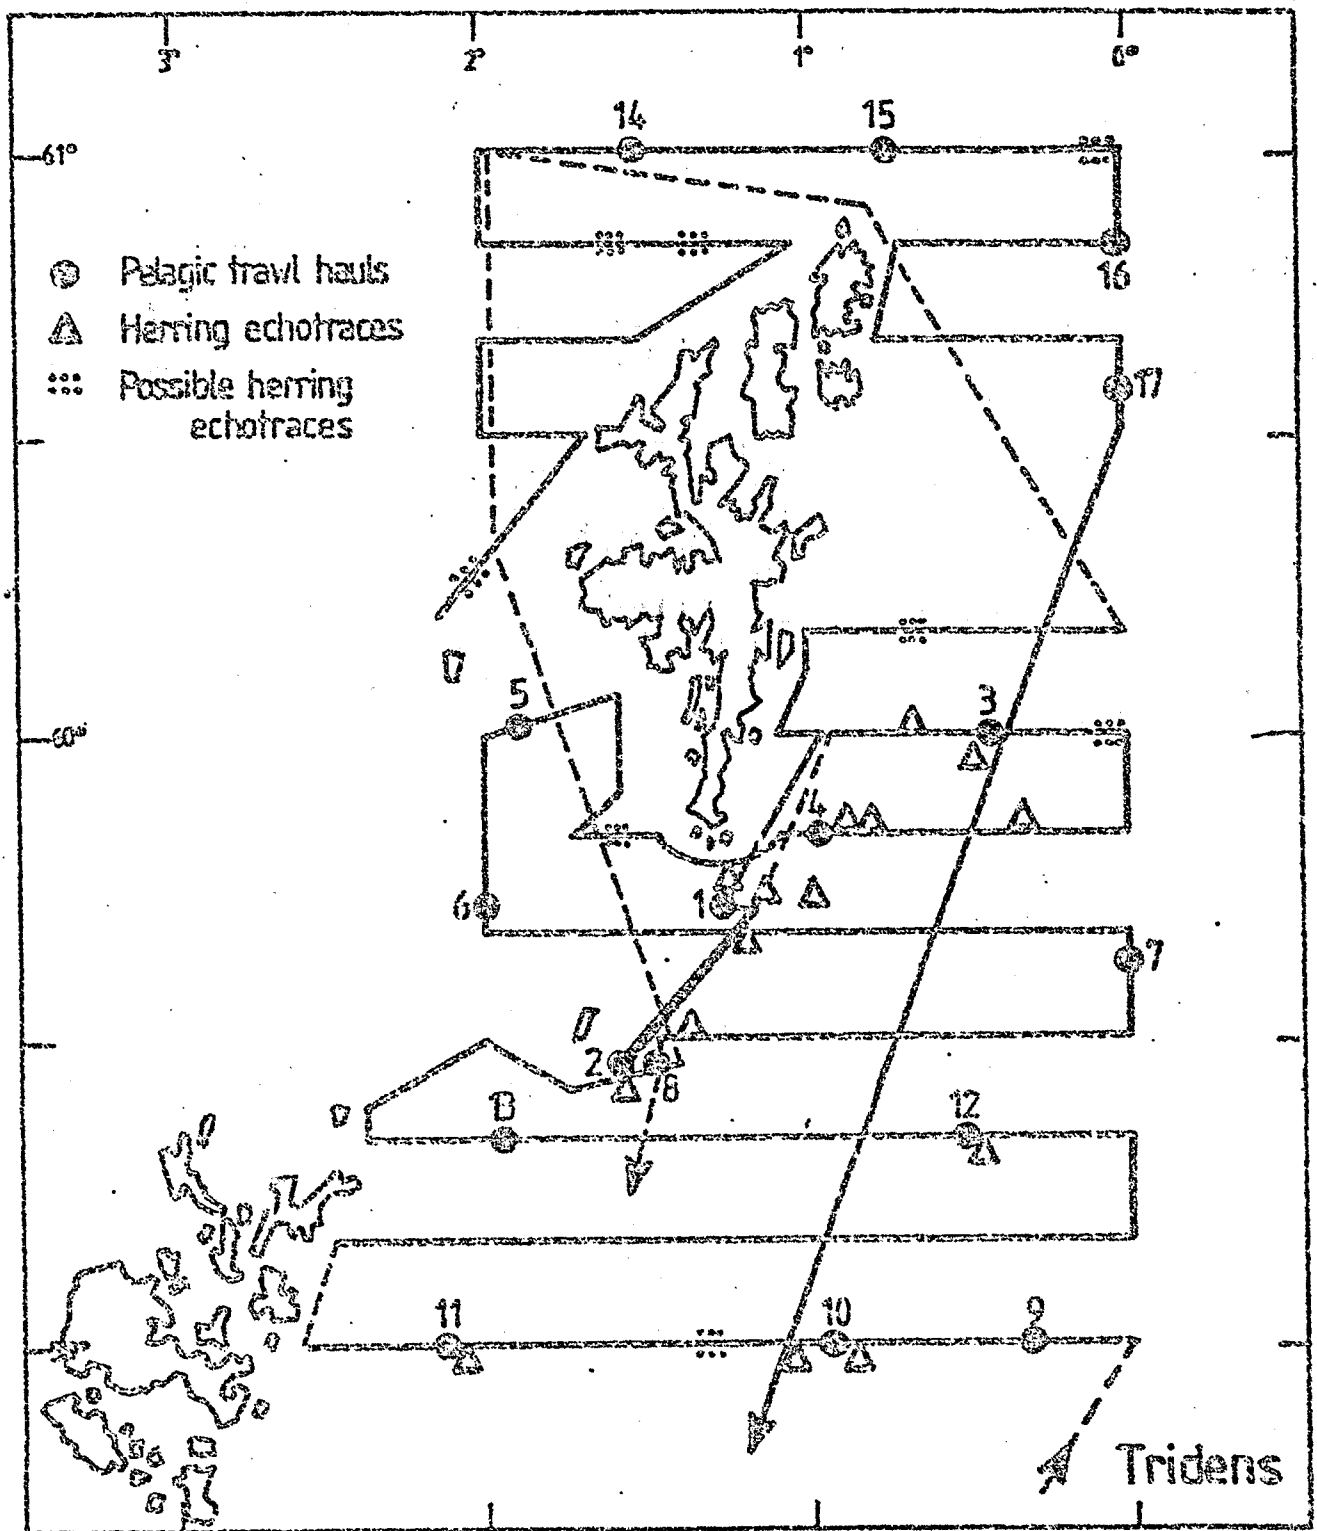 3° 2° 1° 0°
14 15
61°
16
Pelagic trawl hauls
Herring echotraces
Possible herring
echotraces
17
5 3
60°
4
6 1
7
2 8
13 12
11 10 9
Tridens